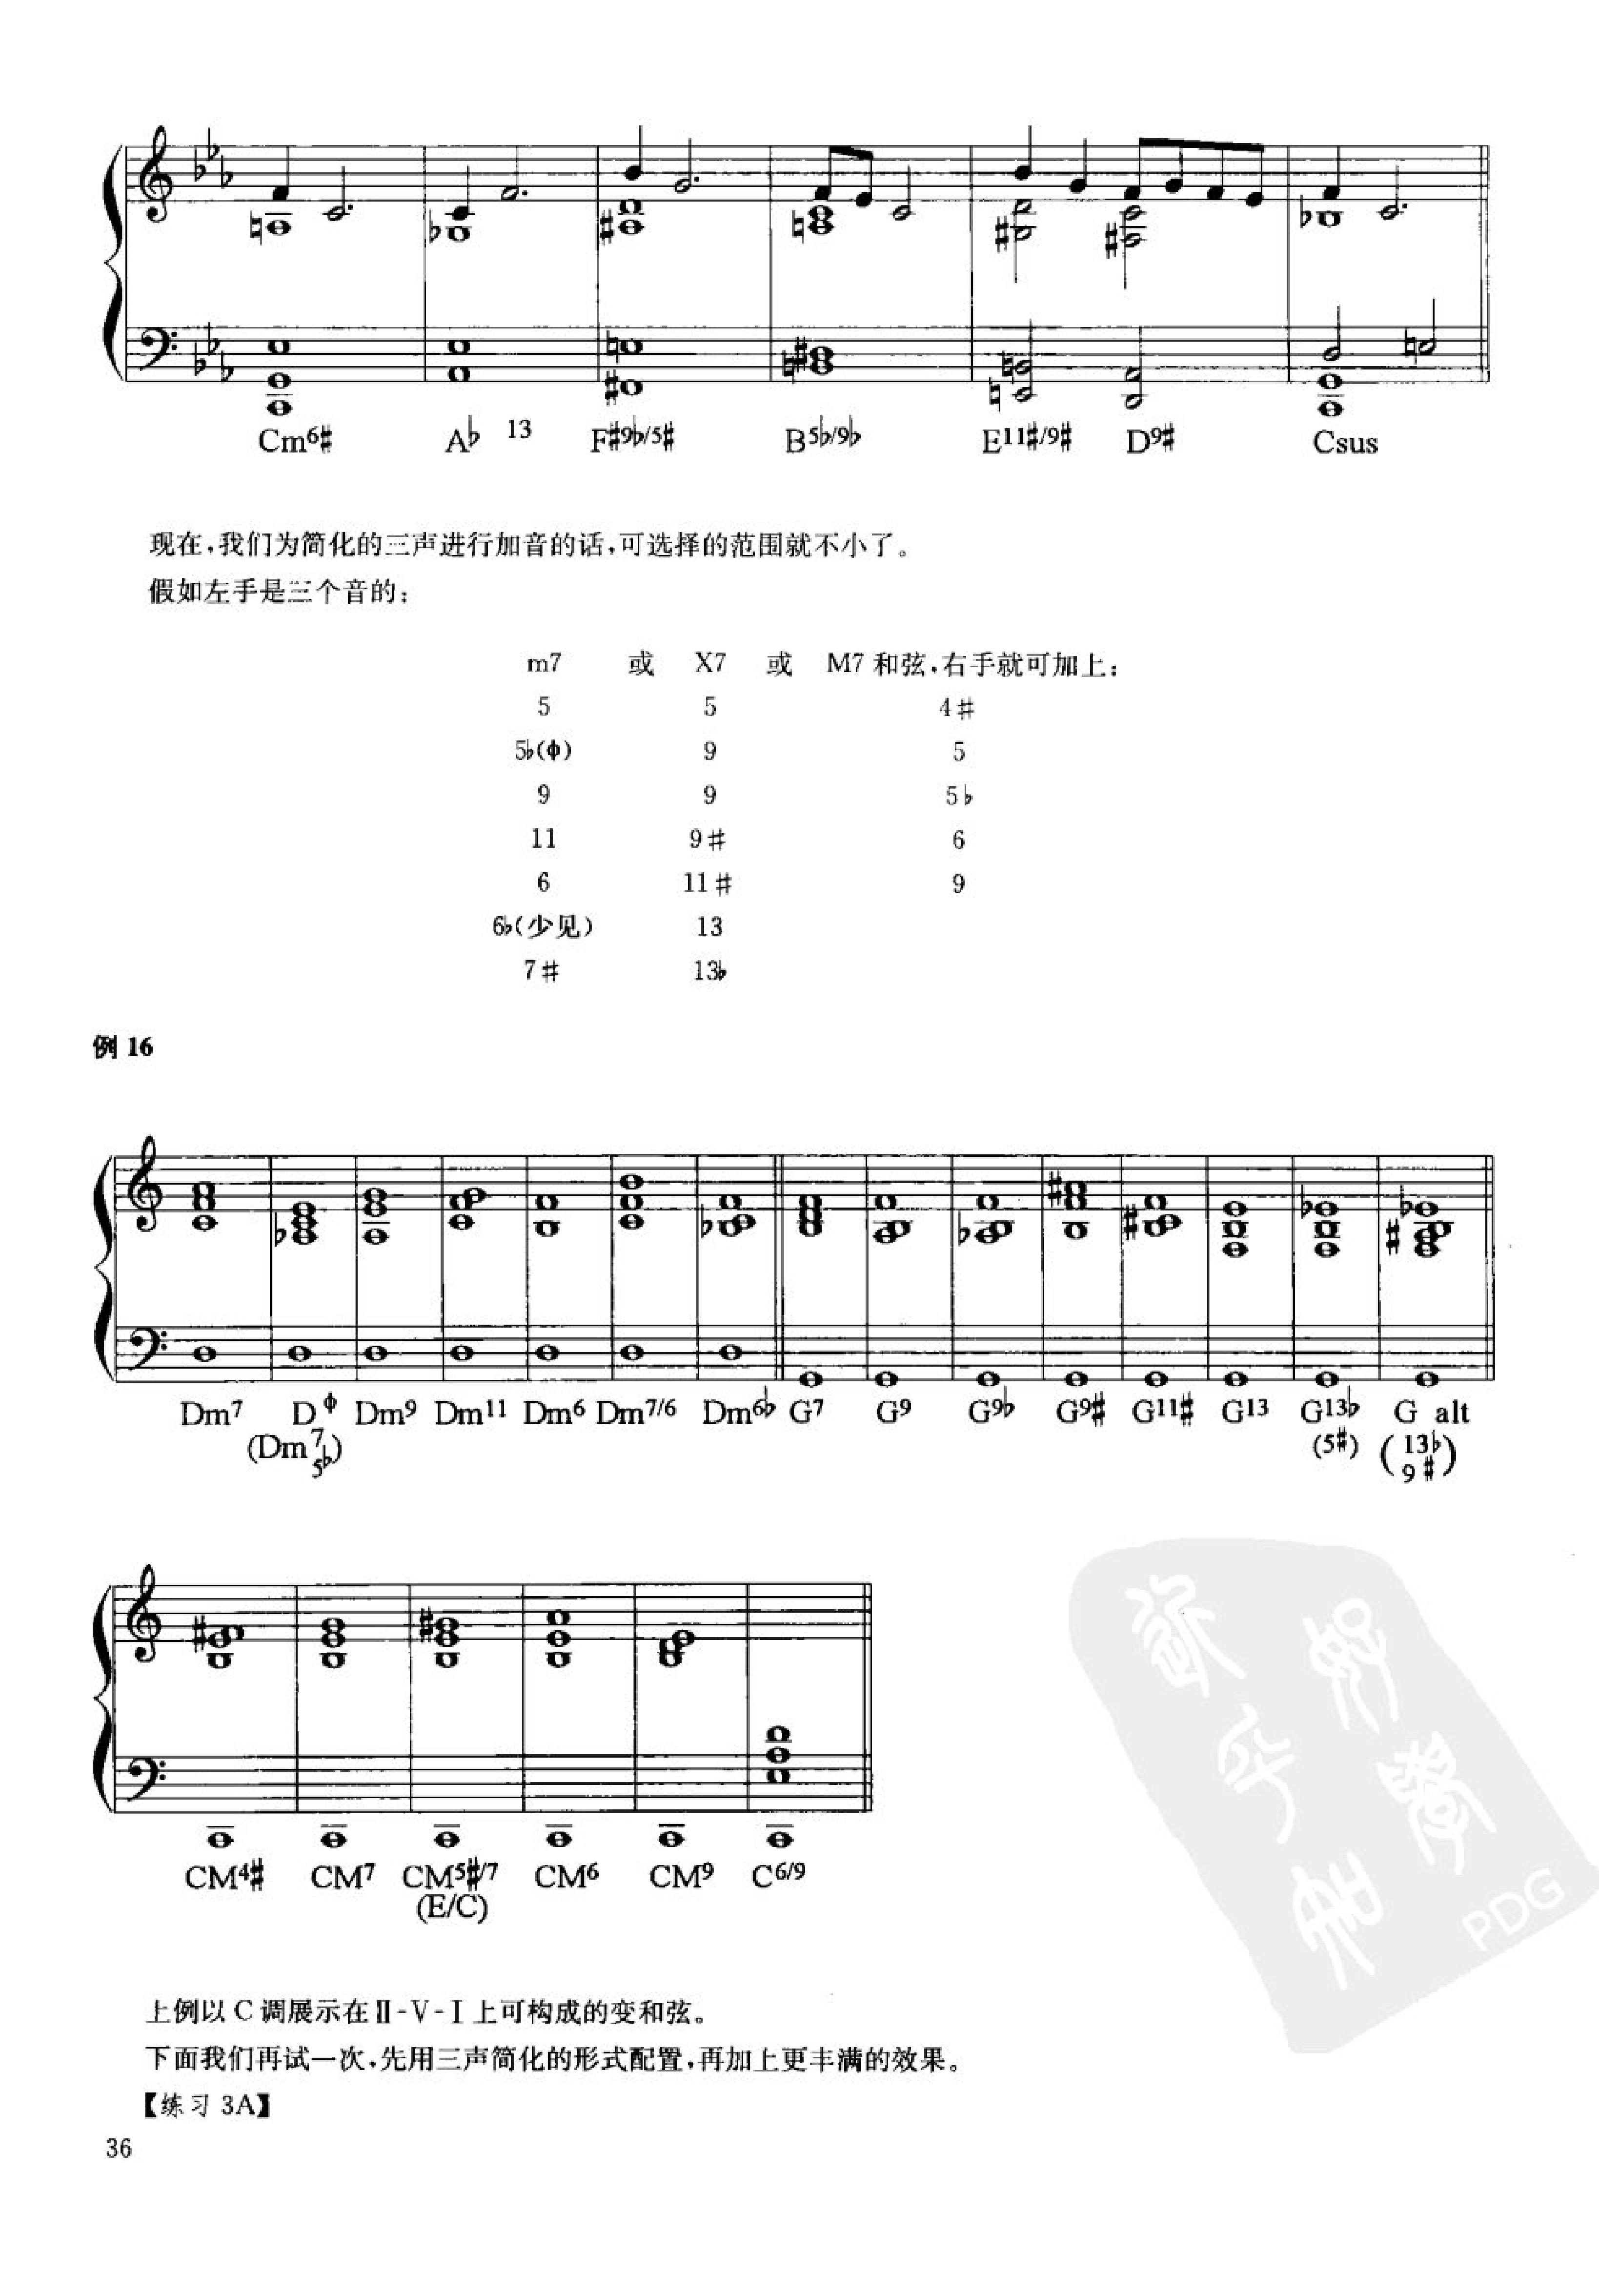 Cm6♯ A♭ 13 F♯9♭/5♯ B5♭/9♭ E11♯/9♯ D9♯ Csus
现在,我们为简化的三声进行加音的话,可选择的范围就不小了。
假如左手是三个音的:
m7 或 X7 或 M7 和弦,右手就可加上:
5 5 4♯
5♭(ф) 9 5
9 9 5♭
11 9♯ 6
6 11♯ 9
6♭(少见) 13
7♯ 13♭
例 16
Dm7 Dф Dm9 Dm11 Dm6 Dm7/6 Dm6♭ G7 G9 G9♭ G9♯ G11♯ G13 G13♭ G alt
(Dm7 5♭) (5♯) (13♭ 9♯)
CM4♯ CM7 CM5♯/7 CM6 CM9 C6/9
(E/C)
上例以 C 调展示在Ⅱ-Ⅴ-Ⅰ上可构成的变和弦。
下面我们再试一次,先用三声简化的形式配置,再加上更丰满的效果。
【练习 3A】
36
PDG